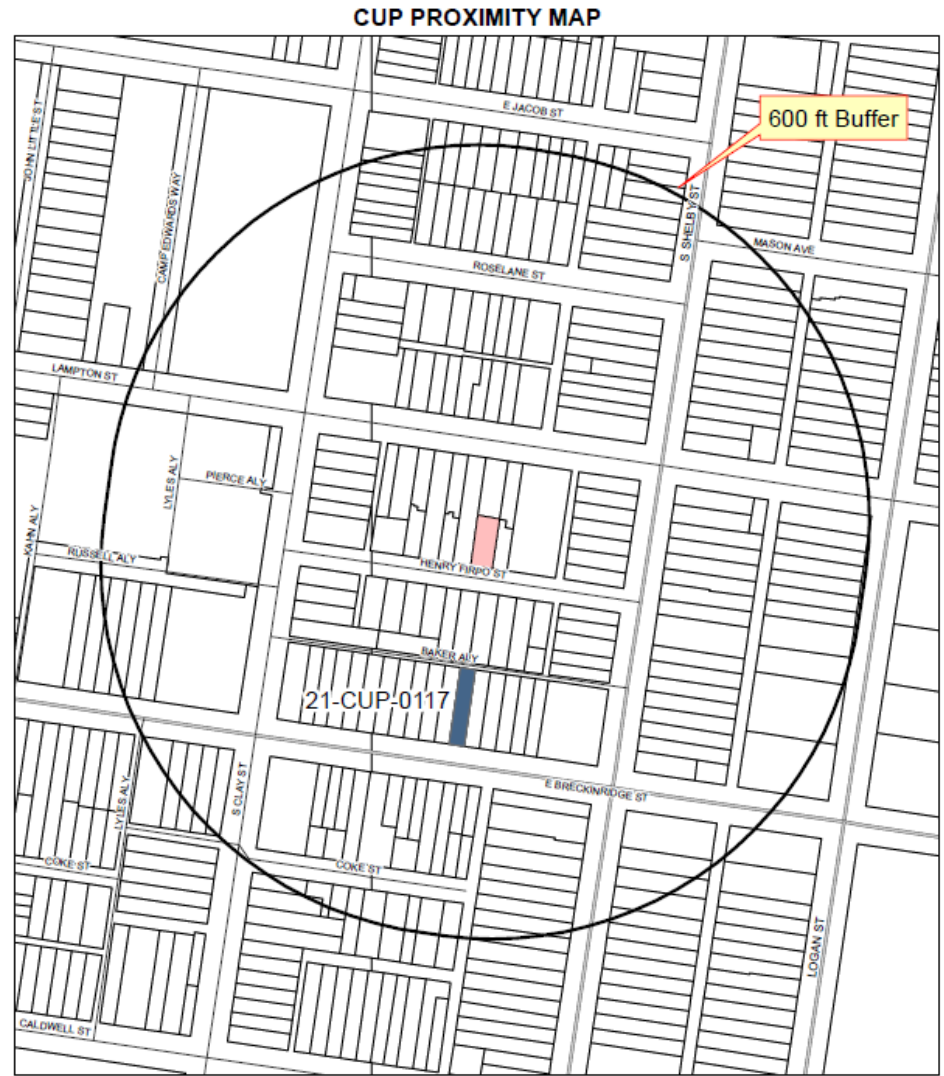 CUP PROXIMITY MAP
E JACOB ST
600 ft Buffer
JOHN LITTLE ST
CAMP EDWARDS WAY
S SHELBY ST
MASON AVE
ROSELANE ST
LAMPTON ST
PIERCE ALY
LYLES ALY
KAHN ALY
RUSSELL ALY
HENRY FIRPO ST
BAKER ALY
21-CUP-0117
E BRECKINRIDGE ST
S CLAY ST
LYLES ALY
COKE ST
COKE ST
LOGAN ST
CALDWELL ST